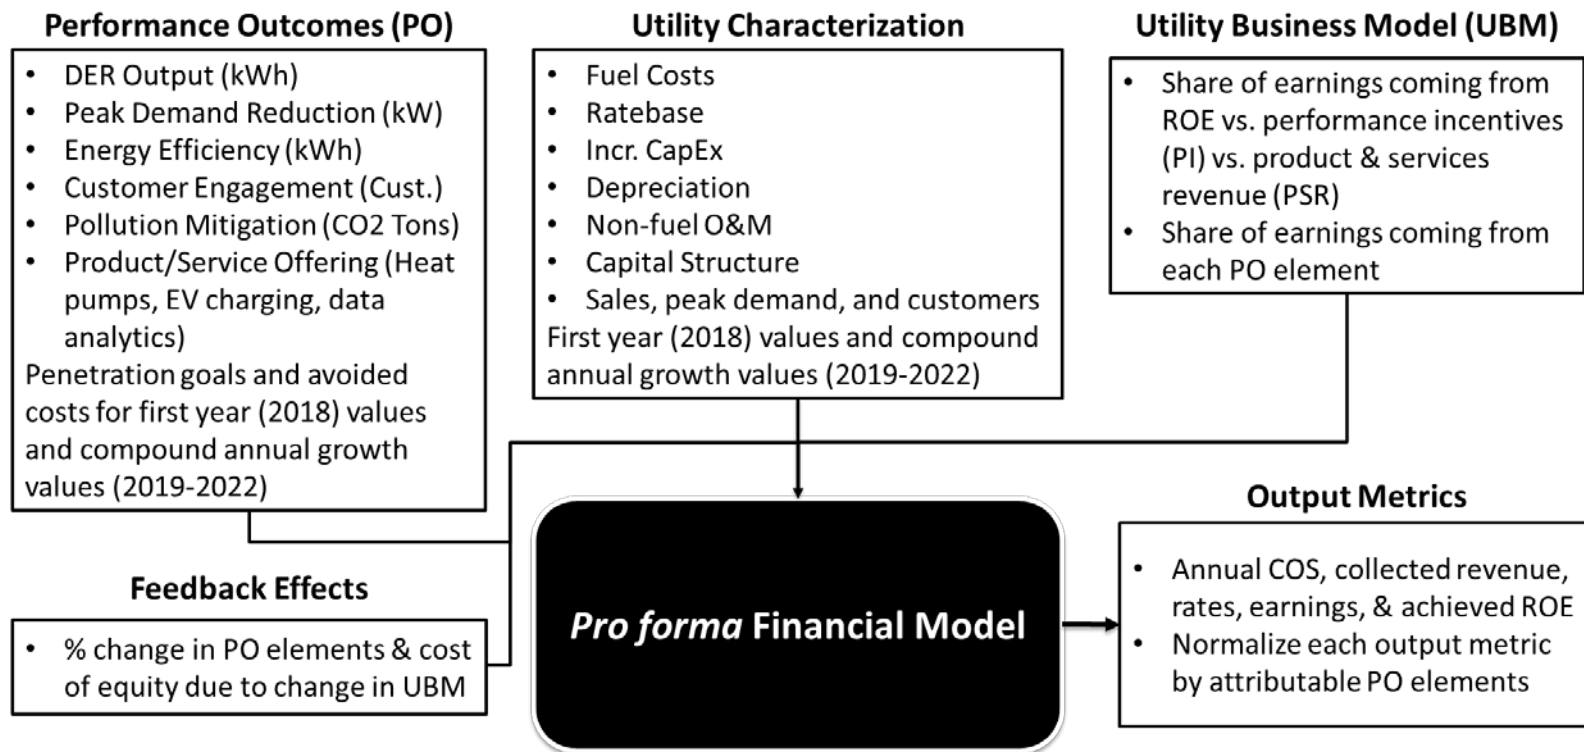 Performance Outcomes (PO)
• DER Output (kWh)
• Peak Demand Reduction (kW)
• Energy Efficiency (kWh)
• Customer Engagement (Cust.)
• Pollution Mitigation (CO2 Tons)
• Product/Service Offering (Heat
pumps, EV charging, data
analytics)
Penetration goals and avoided
costs for first year (2018) values
and compound annual growth
values (2019-2022)
Utility Characterization
• Fuel Costs
• Ratebase
• Incr. CapEx
• Depreciation
• Non-fuel O&M
• Capital Structure
• Sales, peak demand, and customers
First year (2018) values and compound
annual growth values (2019-2022)
Utility Business Model (UBM)
• Share of earnings coming from
ROE vs. performance incentives
(PI) vs. product & services
revenue (PSR)
• Share of earnings coming from
each PO element
Feedback Effects
• % change in PO elements & cost
of equity due to change in UBM
Pro forma Financial Model
Output Metrics
• Annual COS, collected revenue,
rates, earnings, & achieved ROE
• Normalize each output metric
by attributable PO elements